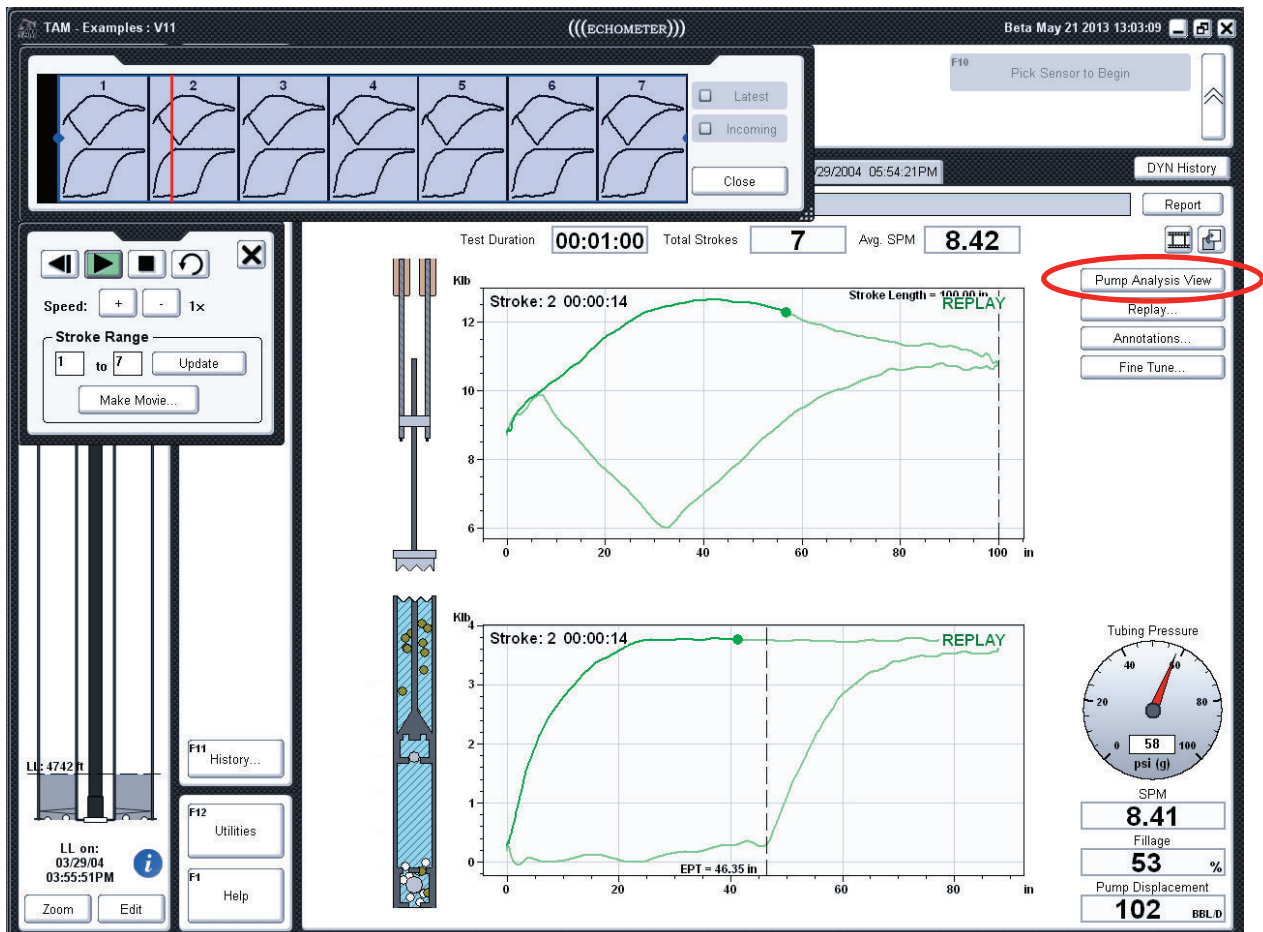 TAM - Examples : V11
(((ECHOMETER)))
Beta May 21 2013 13:03:09
1 2 3 4 5 6 7
Latest
Incoming
Close
F10
Pick Sensor to Begin
/29/2004 05:54:21PM
DYN History
Report
Test Duration 00:01:00 Total Strokes 7 Avg. SPM 8.42
Speed: + - 1x
Stroke Range
1 to 7 Update
Make Movie...
Pump Analysis View
Replay...
Annotations...
Fine Tune...
Klb
Stroke: 2 00:00:14
Stroke Length = 100.00 in
REPLAY
12
10
8
6
0 20 40 60 80 100 in
Klb
Stroke: 2 00:00:14
REPLAY
4
3
2
1
0
EPT = 46.35 in
0 20 40 60 80 in
LL: 4742 ft
LL on:
03/29/04
03:55:51PM
i
Zoom Edit
F11
History...
F12
Utilities
F1
Help
Tubing Pressure
0 20 40 60 80 100
58
psi (g)
SPM
8.41
Fillage
53 %
Pump Displacement
102 BBL/D